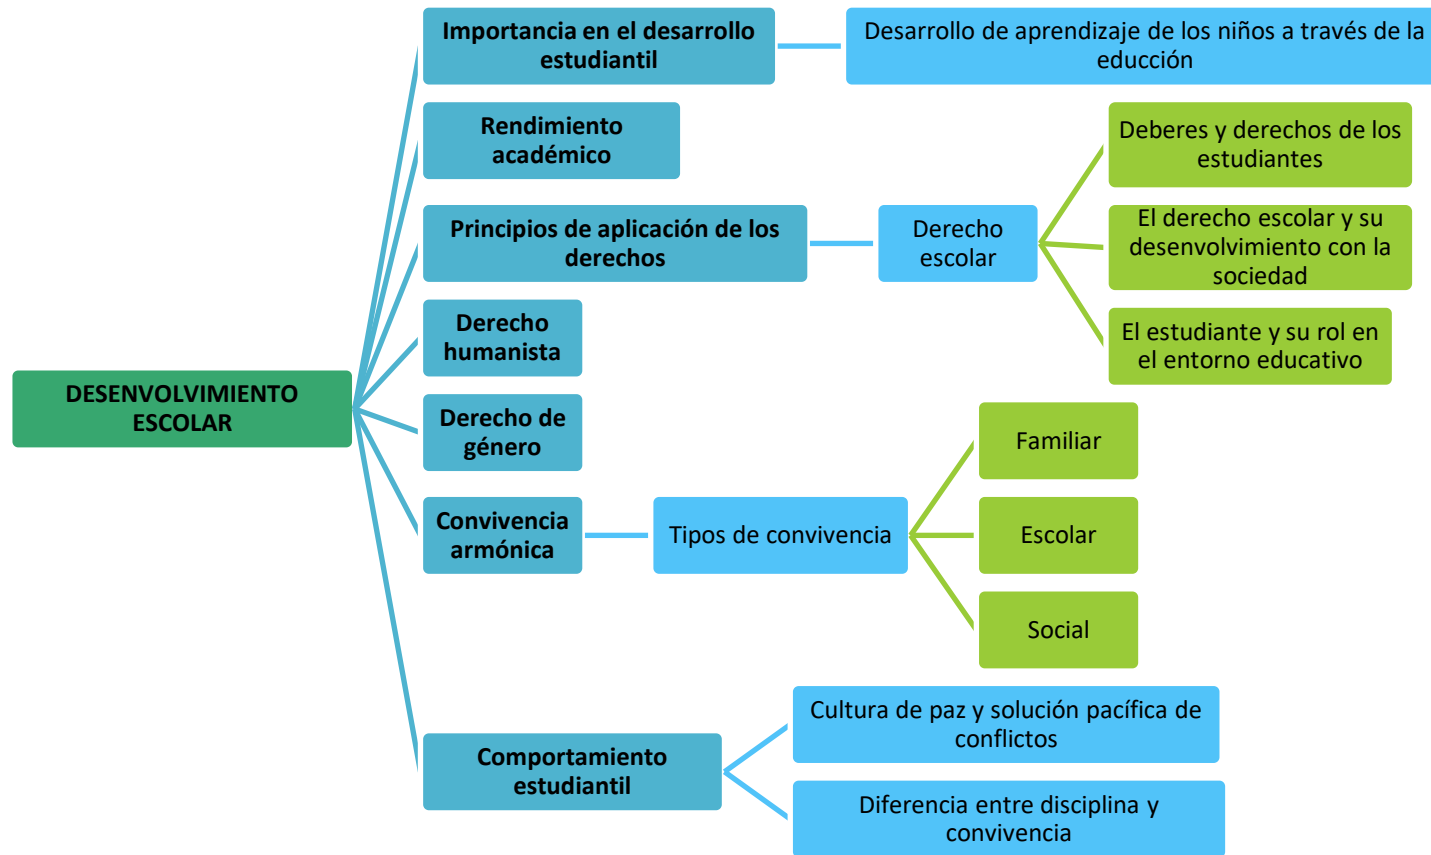 Importancia en el desarrollo
estudiantil
Desarrollo de aprendizaje de los niños a través de la
educción
Rendimiento
académico
Principios de aplicación de los
derechos
Derecho
escolar
Deberes y derechos de los
estudiantes
El derecho escolar y su
desenvolvimiento con la
sociedad
El estudiante y su rol en
el entorno educativo
Derecho
humanista
DESENVOLVIMIENTO
ESCOLAR
Derecho de
género
Convivencia
armónica
Tipos de convivencia
Familiar
Escolar
Social
Comportamiento
estudiantil
Cultura de paz y solución pacífica de
conflictos
Diferencia entre disciplina y
convivencia